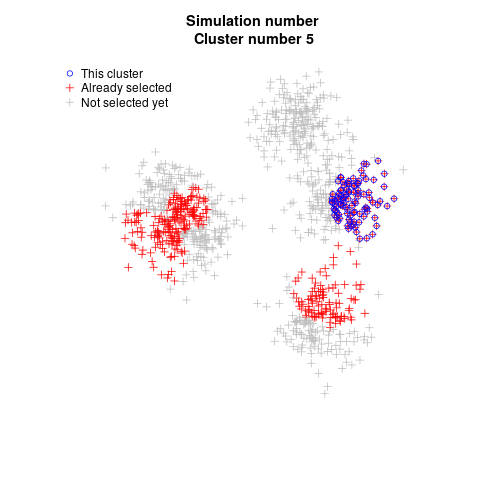 Simulation number
Cluster number 5
This cluster
Already selected
Not selected yet